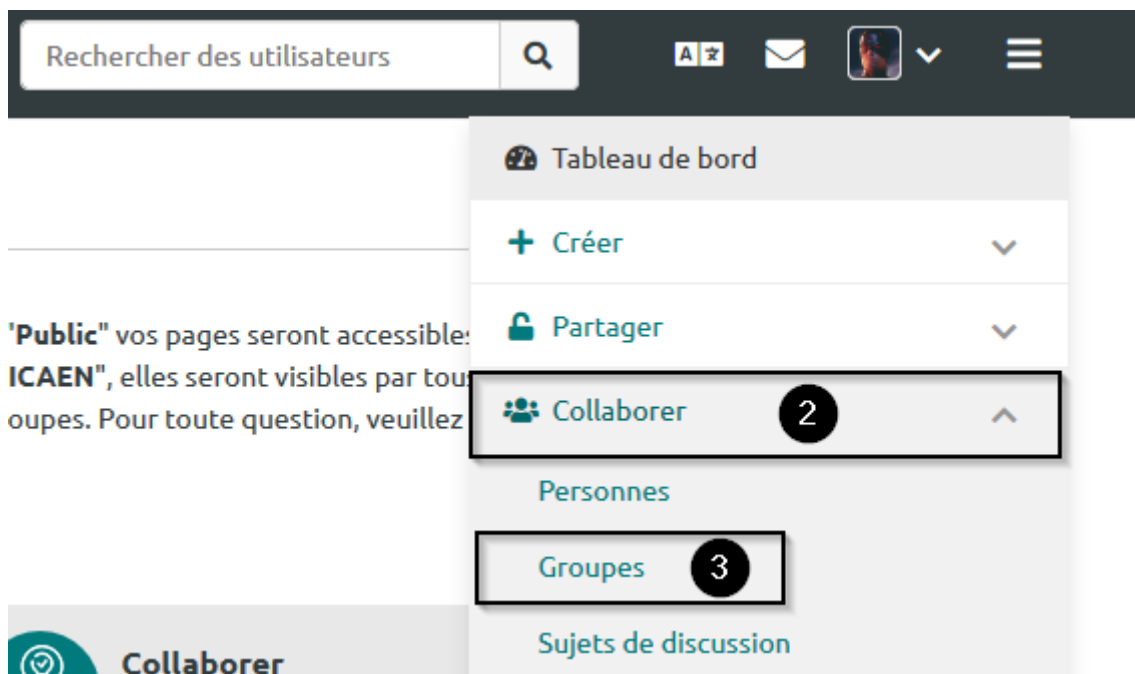 Rechercher des utilisateurs
Tableau de bord
Créer
Partager
Collaborer 2
Personnes
Groupes 3
Sujets de discussion
"Public" vos pages seront accessibles
ICAEN", elles seront visibles par tous
oupes. Pour toute question, veuillez
Collaborer